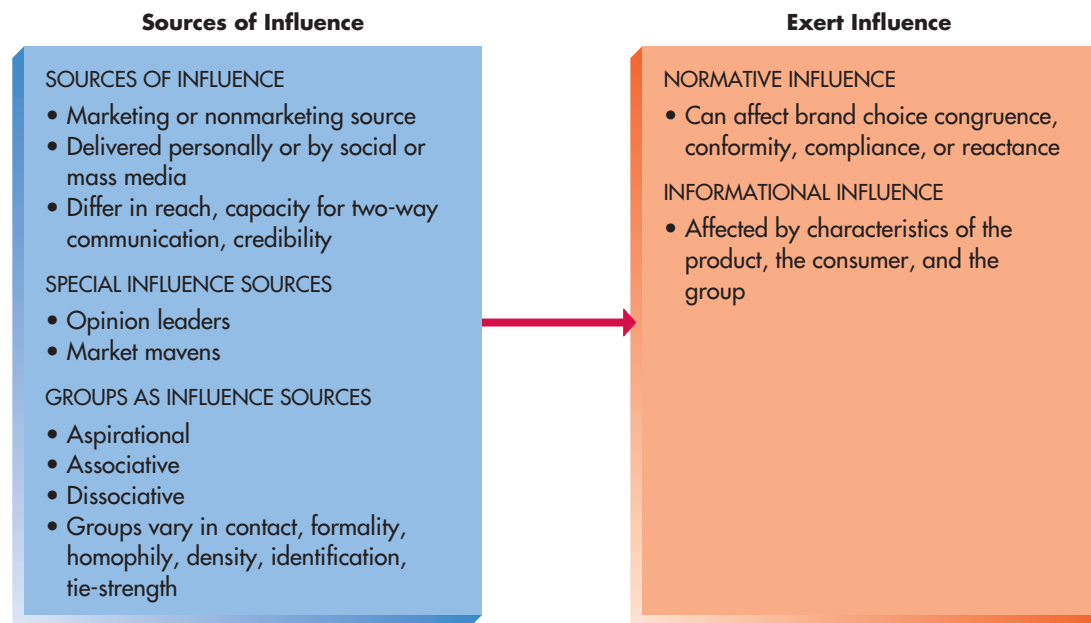 Sources of Influence
SOURCES OF INFLUENCE
• Marketing or nonmarketing source
• Delivered personally or by social or
mass media
• Differ in reach, capacity for two-way
communication, credibility
SPECIAL INFLUENCE SOURCES
• Opinion leaders
• Market mavens
GROUPS AS INFLUENCE SOURCES
• Aspirational
• Associative
• Dissociative
• Groups vary in contact, formality,
homophily, density, identification,
tie-strength
Exert Influence
NORMATIVE INFLUENCE
• Can affect brand choice congruence,
conformity, compliance, or reactance
INFORMATIONAL INFLUENCE
• Affected by characteristics of the
product, the consumer, and the
group